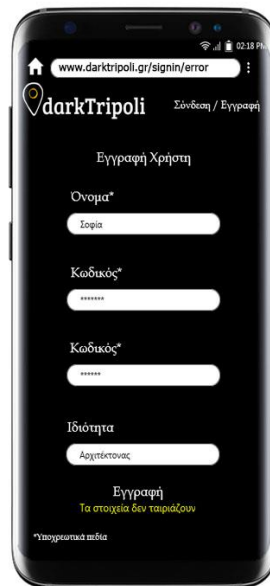 02:18 PM
www.darktripoli.gr/signin/error
darkTripoli
Σύνδεση / Εγγραφή
Εγγραφή Χρήστη
Όνομα*
Σοφία
Κωδικός*
*******
Κωδικός*
******
Ιδιότητα
Αρχιτέκτονας
Εγγραφή
Τα στοιχεία δεν ταιριάζουν
*Υποχρεωτικά πεδία